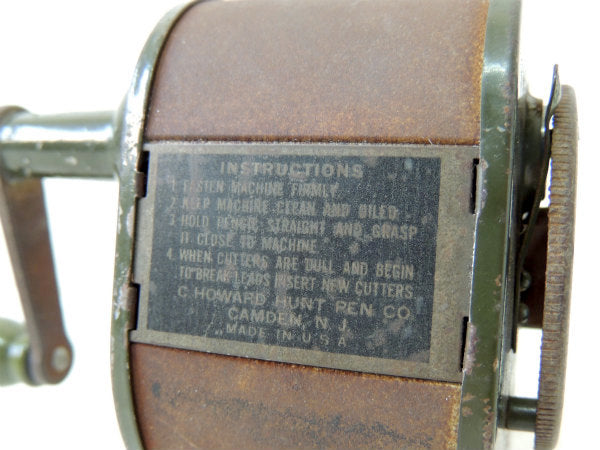 INSTRUCTIONS
1. FASTEN MACHINE FIRMLY
2. KEEP MACHINE CLEAN AND OILED
3. HOLD PENCIL STRAIGHT AND GRASP
IT CLOSE TO MACHINE
4. WHEN CUTTERS ARE DULL AND BEGIN
TO BREAK LEADS INSERT NEW CUTTERS
C. HOWARD HUNT PEN CO.
CAMDEN, N. J.
MADE IN U.S.A.